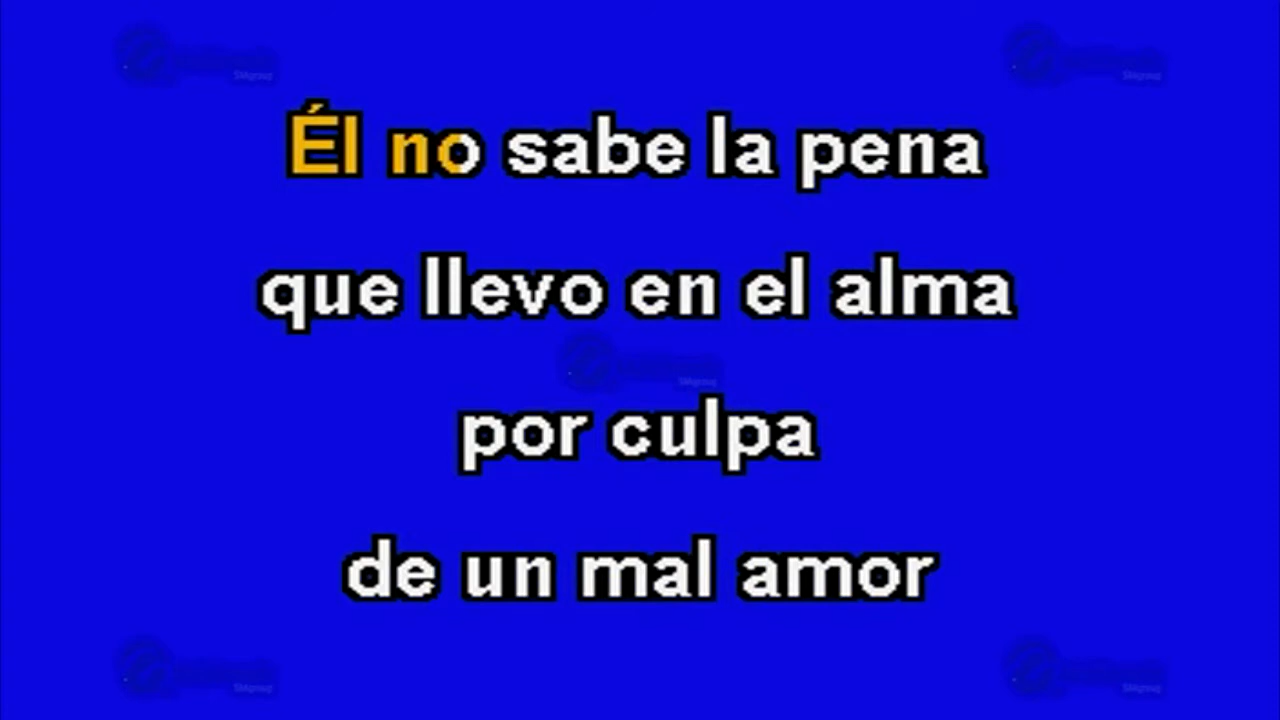 Él no sabe la pena
que llevo en el alma
por culpa
de un mal amor